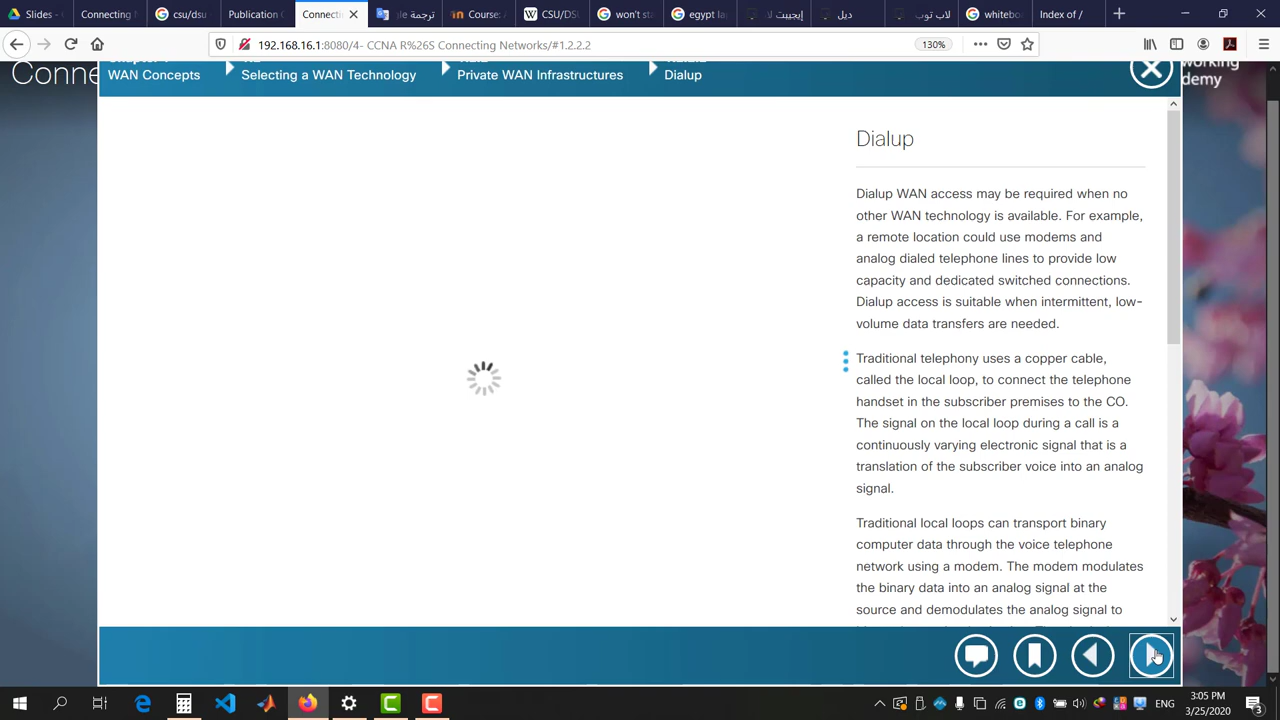 Slides -
Connecting N
csu/dsu
Publication
Connecti
ترجمة
Course:
CSU/DS
won't sta
egypt la
إيجيبت لا
ديل
لاب توب
whitebo
Index of /
192.168.16.1:8080/4- CCNA R%26S Connecting Networks/#1.2.2.2
130%
Conne
WAN Concepts
Selecting a WAN Technology
Private WAN Infrastructures
Dialup
working
demy
Dialup
Dialup WAN access may be required when no
other WAN technology is available. For example,
a remote location could use modems and
analog dialed telephone lines to provide low
capacity and dedicated switched connections.
Dialup access is suitable when intermittent, low-
volume data transfers are needed.
Traditional telephony uses a copper cable,
called the local loop, to connect the telephone
handset in the subscriber premises to the CO.
The signal on the local loop during a call is a
continuously varying electronic signal that is a
translation of the subscriber voice into an analog
signal.
Traditional local loops can transport binary
computer data through the voice telephone
network using a modem. The modem modulates
the binary data into an analog signal at the
source and demodulates the analog signal to
ENG
3:05 PM
3/25/2020
3